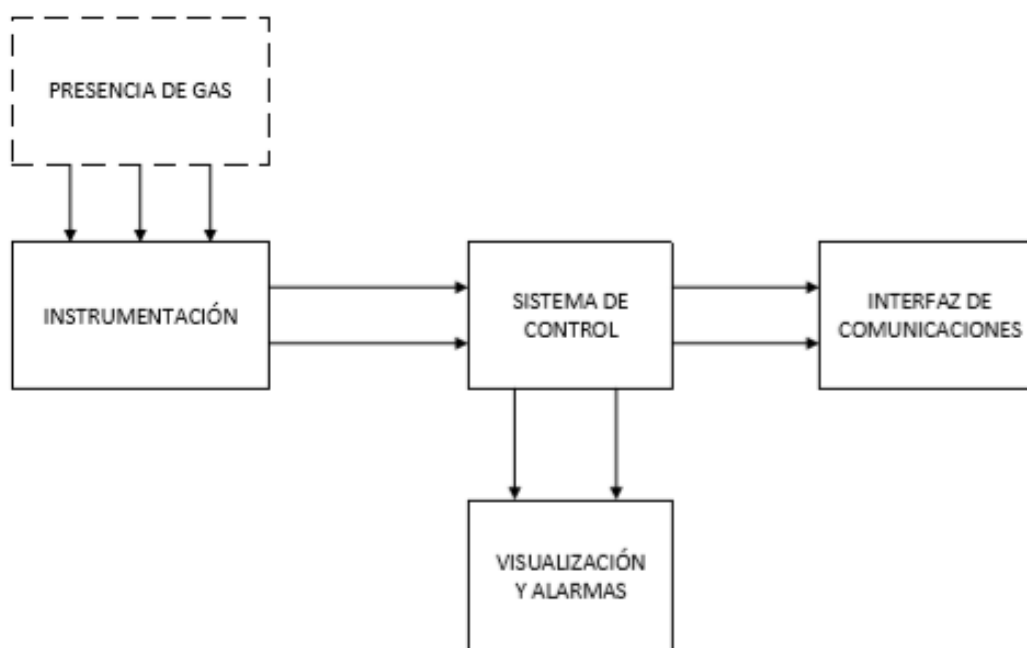 PRESENCIA DE GAS
INSTRUMENTACIÓN
SISTEMA DE
CONTROL
INTERFAZ DE
COMUNICACIONES
VISUALIZACIÓN
Y ALARMAS